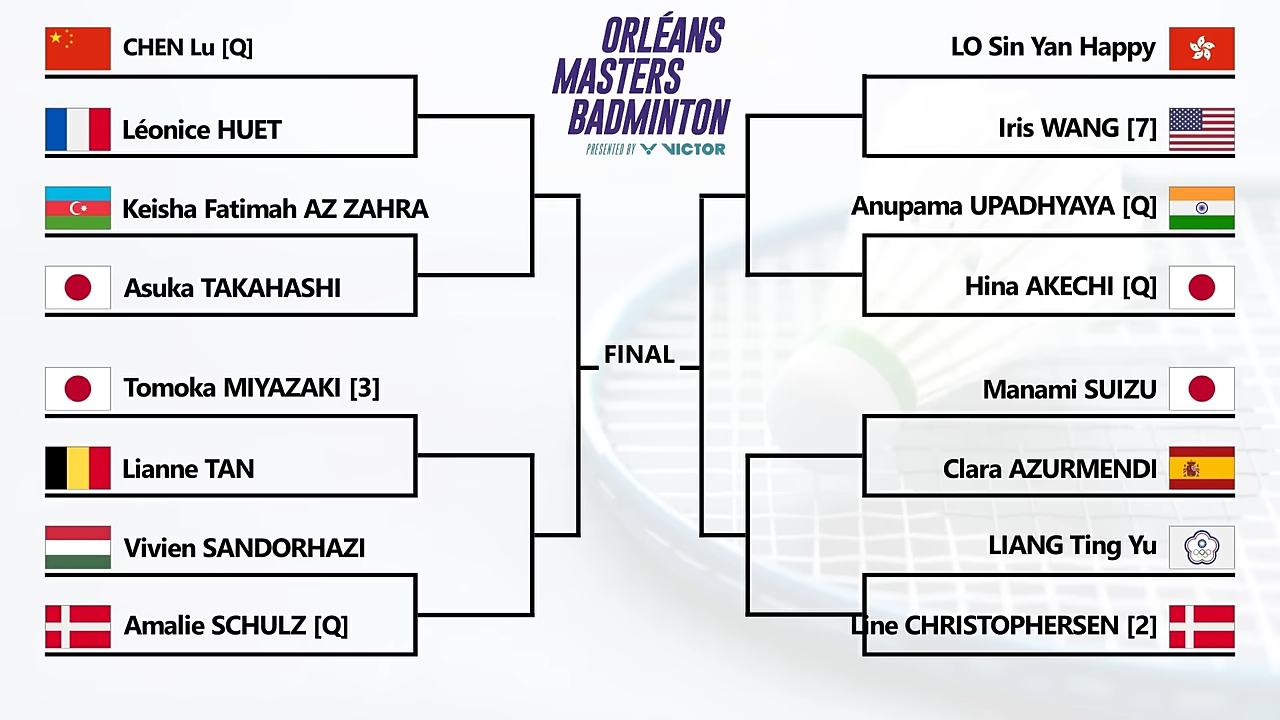 CHEN Lu [Q]
Léonice HUET
Keisha Fatimah AZ ZAHRA
Asuka TAKAHASHI
Tomoka MIYAZAKI [3]
Lianne TAN
Vivien SANDORHAZI
Amalie SCHULZ [Q]
ORLÉANS
MASTERS
BADMINTON
PRESENTED BY VICTOR
FINAL
LO Sin Yan Happy
Iris WANG [7]
Anupama UPADHYAYA [Q]
Hina AKECHI [Q]
Manami SUIZU
Clara AZURMENDI
LIANG Ting Yu
Line CHRISTOPHERSEN [2]